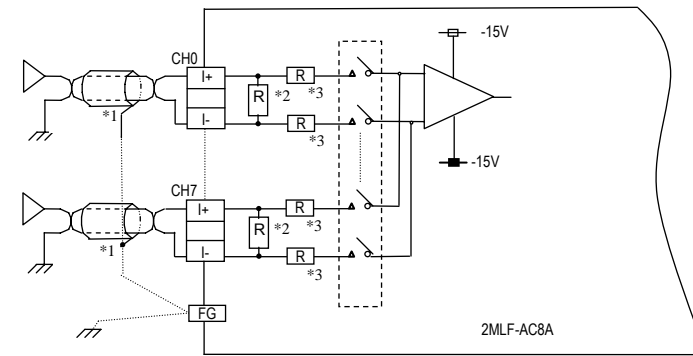 -15V
CH0
I+
R
*3
R
*2
*1
I-
R
*3
-15V
CH7
I+
R
*3
R
*2
*1
I-
R
*3
FG
2MLF-AC8A